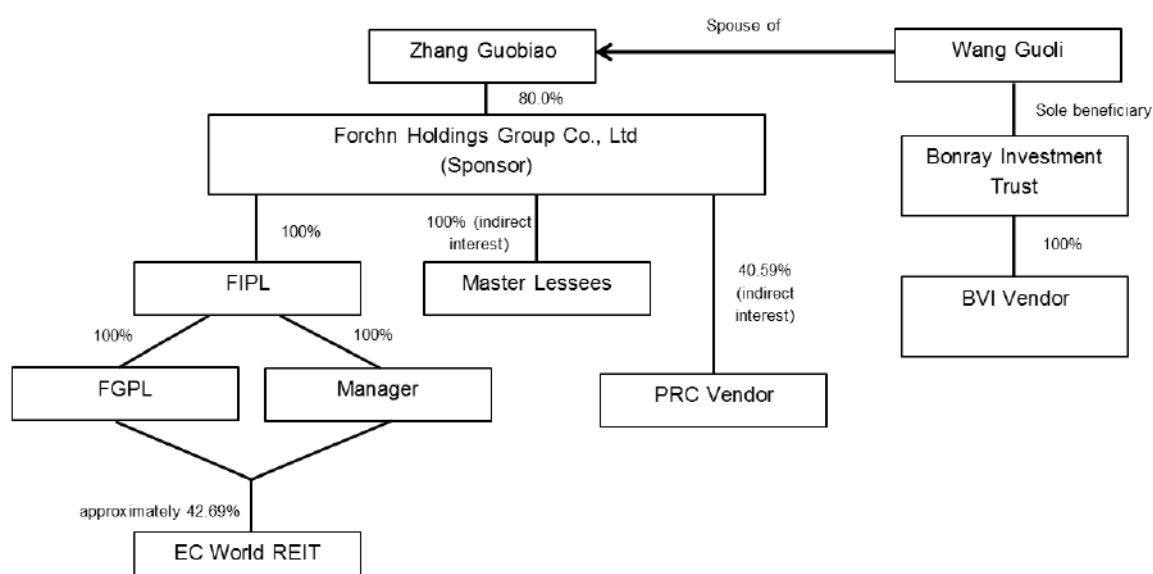 Spouse of
Zhang Guobiao
Wang Guoli
80.0%
Sole beneficiary
Forchn Holdings Group Co., Ltd
(Sponsor)
Bonray Investment
Trust
100%
100% (indirect
interest)
100%
40.59%
(indirect
interest)
FIPL
Master Lessees
BVI Vendor
100%
100%
FGPL
Manager
PRC Vendor
approximately 42.69%
EC World REIT